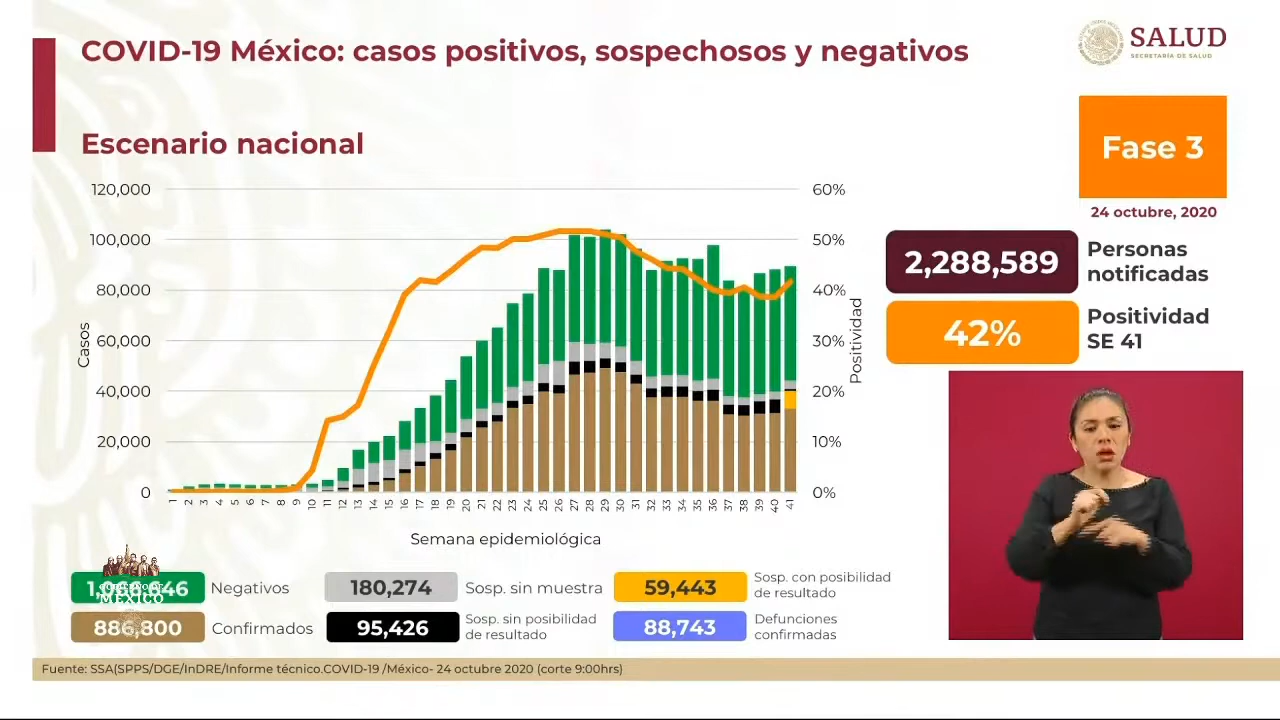 COVID-19 México: casos positivos, sospechosos y negativos
SALUD
SECRETARÍA DE SALUD
Escenario nacional
Fase 3
24 octubre, 2020
2,288,589
Personas
notificadas
42%
Positividad
SE 41
120,000
100,000
80,000
60,000
40,000
20,000
0
Casos
60%
50%
40%
30%
20%
10%
0%
Positividad
1 2 3 4 5 6 7 8 9 10 11 12 13 14 15 16 17 18 19 20 21 22 23 24 25 26 27 28 29 30 31 32 33 34 35 36 37 38 39 40 41
Semana epidemiológica
Negativos
180,274
Sosp. sin muestra
59,443
Sosp. con posibilidad
de resultado
MÉXICO
886,800
Confirmados
95,426
Sosp. sin posibilidad
de resultado
88,743
Defunciones
confirmadas
Fuente: SSA(SPPS/DGE/InDRE/Informe técnico.COVID-19 /México- 24 octubre 2020 (corte 9:00hrs)